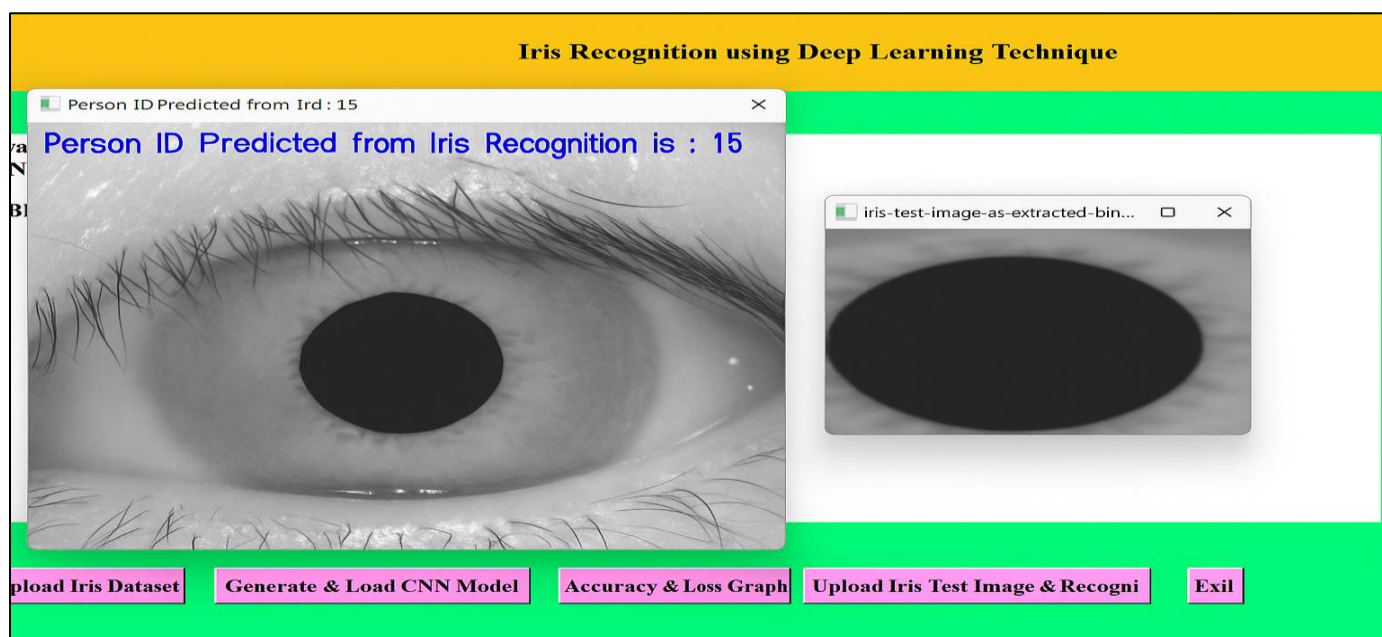 Iris Recognition using Deep Learning Technique
Person ID Predicted from Ird : 15
Person ID Predicted from Iris Recognition is : 15
iris-test-image-as-extracted-bin...
pload Iris Dataset
Generate & Load CNN Model
Accuracy & Loss Graph
Upload Iris Test Image & Recogni
Exil